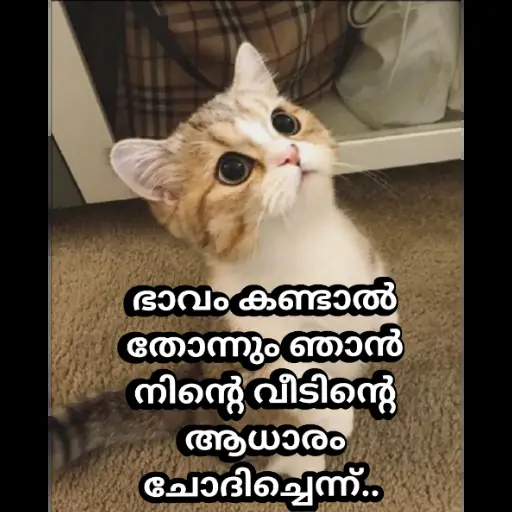 ഭാവം കണ്ടാൽ
തോന്നും ഞാൻ
നിന്റെ വീടിന്റെ
ആധാരം
ചോദിച്ചെന്ന്..